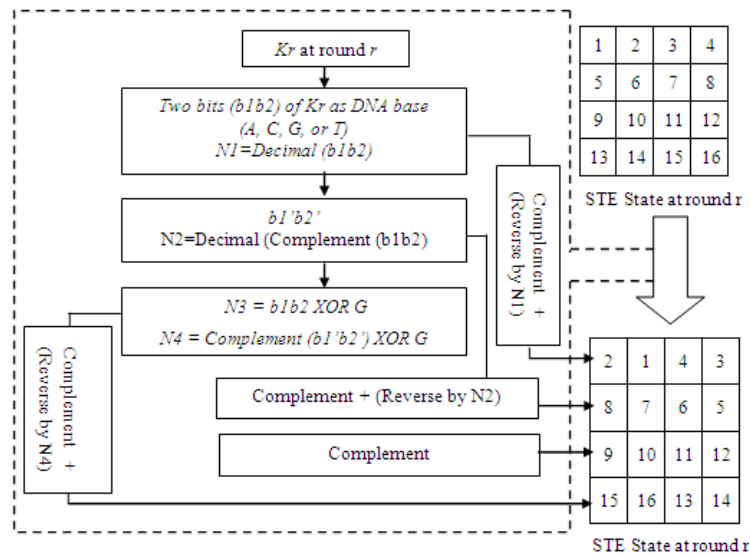 Kr at round r
Two bits (b1b2) of Kr as DNA base
(A, C, G, or T)
N1=Decimal (b1b2)
b1'b2'
N2=Decimal (Complement (b1b2)
N3 = b1b2 XOR G
N4 = Complement (b1'b2') XOR G
Complement +
(Reverse by N1)
Complement +
(Reverse by N4)
Complement + (Reverse by N2)
Complement
1 2 3 4
5 6 7 8
9 10 11 12
13 14 15 16
STE State at round r
2 1 4 3
8 7 6 5
9 10 11 12
15 16 13 14
STE State at round r